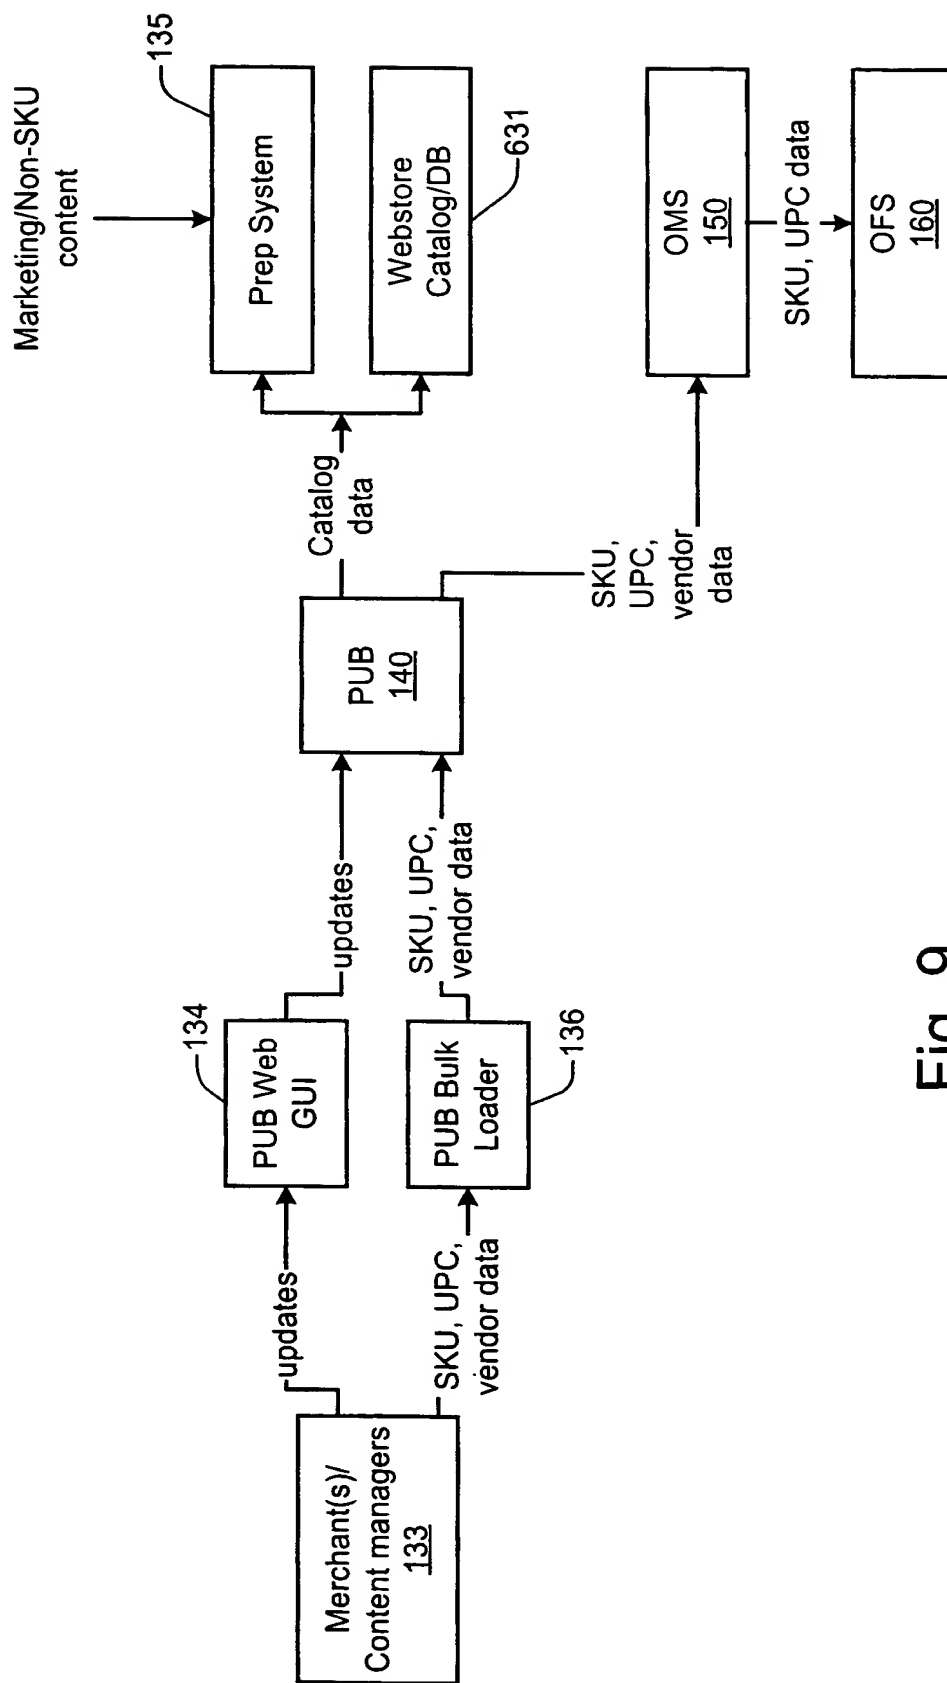 Merchant(s)/
Content managers
133
updates
SKU, UPC,
vendor data
134
PUB Web
GUI
PUB Bulk
Loader
136
updates
SKU, UPC,
vendor data
PUB
140
Catalog
data
SKU,
UPC,
vendor
data
Marketing/Non-SKU
content
135
Prep System
Webstore
Catalog/DB
631
OMS
150
SKU, UPC data
OFS
160
Fig. 9